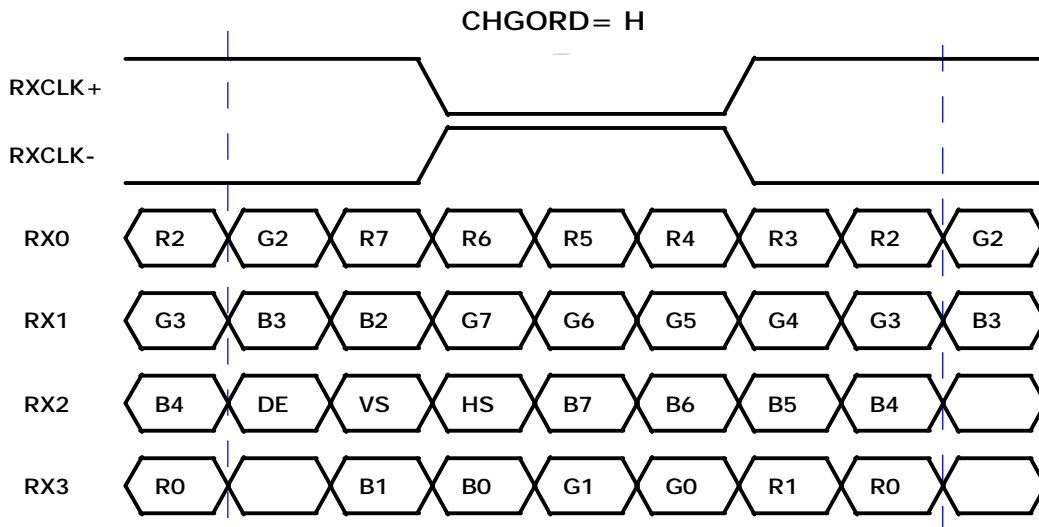 CHGORD= H
RXCLK+
RXCLK-
RX0 R2 G2 R7 R6 R5 R4 R3 R2 G2
RX1 G3 B3 B2 G7 G6 G5 G4 G3 B3
RX2 B4 DE VS HS B7 B6 B5 B4
RX3 R0 B1 B0 G1 G0 R1 R0